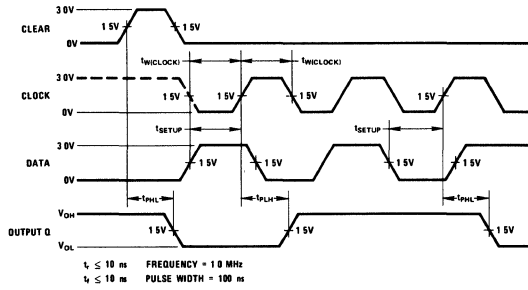 3 0V
CLEAR
1 5V
1 5V
0V
tW(CLOCK)
tW(CLOCK)
3 0V
CLOCK
1 5V
1 5V
1 5V
1 5V
0V
tSETUP
tSETUP
3 0V
DATA
1 5V
1 5V
1 5V
1 5V
0V
tPHL
tPLH
tPHL
VOH
OUTPUT Q
1 5V
1 5V
1 5V
VOL
tr ≤ 10 ns FREQUENCY = 1 0 MHz
tf ≤ 10 ns PULSE WIDTH = 100 ns